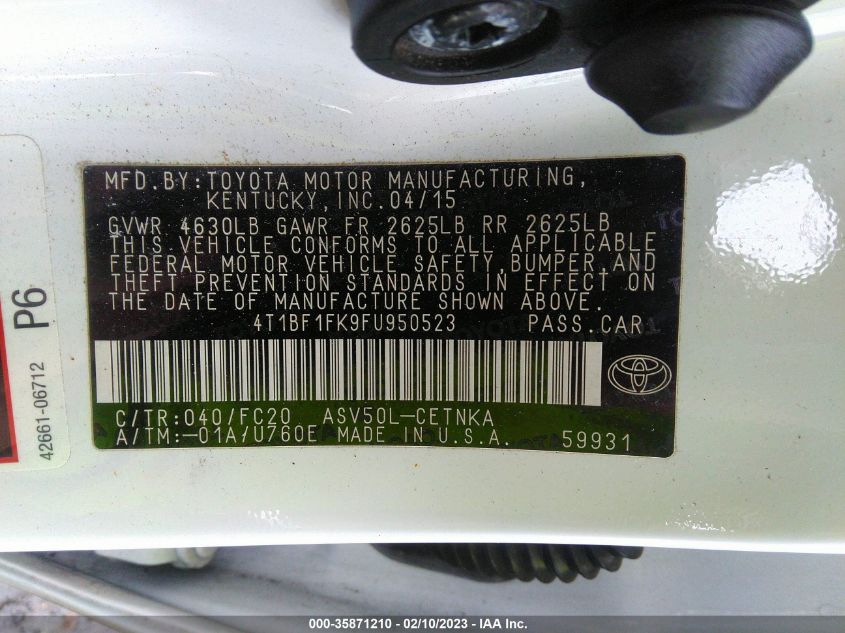 MFD.BY:TOYOTA MOTOR MANUFACTURING,
KENTUCKY,INC.04/15
GVWR 4630LB GAWR FR 2625LB RR 2625LB
THIS VEHICLE CONFORMS TO ALL APPLICABLE
FEDERAL MOTOR VEHICLE SAFETY,BUMPER,AND
THEFT PREVENTION STANDARDS IN EFFECT ON
THE DATE OF MANUFACTURE SHOWN ABOVE.
4T1BF1FK9FU950523 PASS.CAR
C/TR:040/FC20 ASV50L-CETNKA
A/TM:-01A/U760E MADE IN U.S.A. 59931
P6
42661-06712
000-35871210 - 02/10/2023 - IAA Inc.